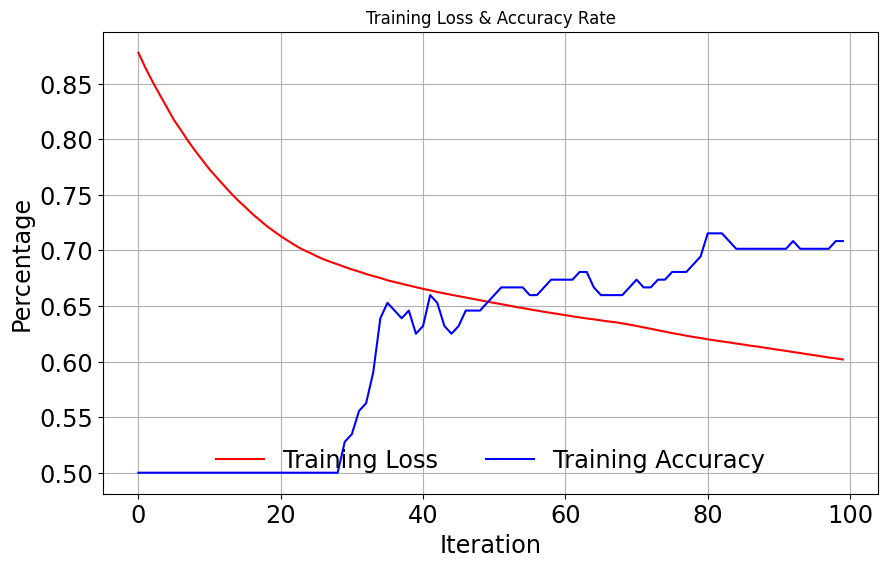 Training Loss & Accuracy Rate
Percentage
0.85
0.80
0.75
0.70
0.65
0.60
0.55
0.50
Training Loss Training Accuracy
0 20 40 60 80 100
Iteration